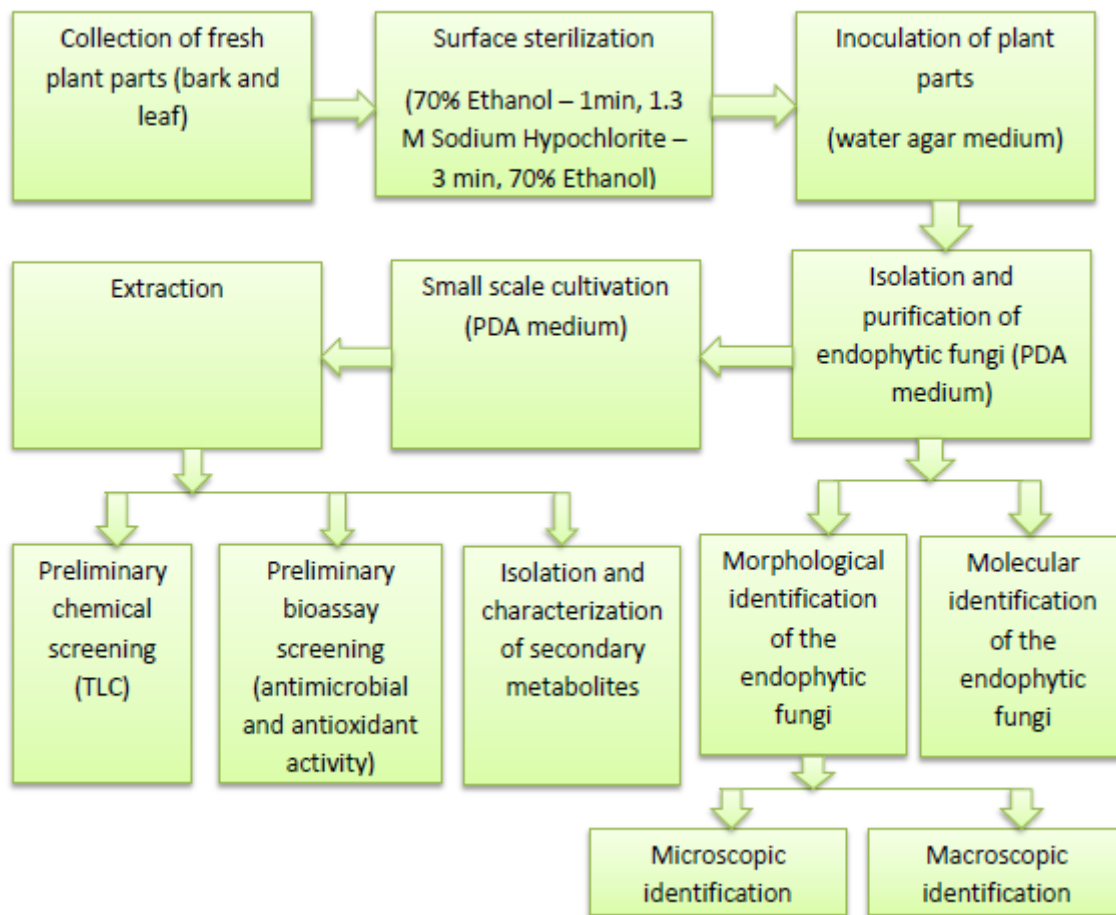 Collection of fresh
plant parts (bark and
leaf)
Surface sterilization
(70% Ethanol – 1min, 1.3
M Sodium Hypochlorite –
3 min, 70% Ethanol)
Inoculation of plant
parts
(water agar medium)
Isolation and
purification of
endophytic fungi (PDA
medium)
Small scale cultivation
(PDA medium)
Extraction
Preliminary
chemical
screening
(TLC)
Preliminary
bioassay
screening
(antimicrobial
and antioxidant
activity)
Isolation and
characterization
of secondary
metabolites
Morphological
identification
of the
endophytic
fungi
Molecular
identification
of the
endophytic
fungi
Microscopic
identification
Macroscopic
identification